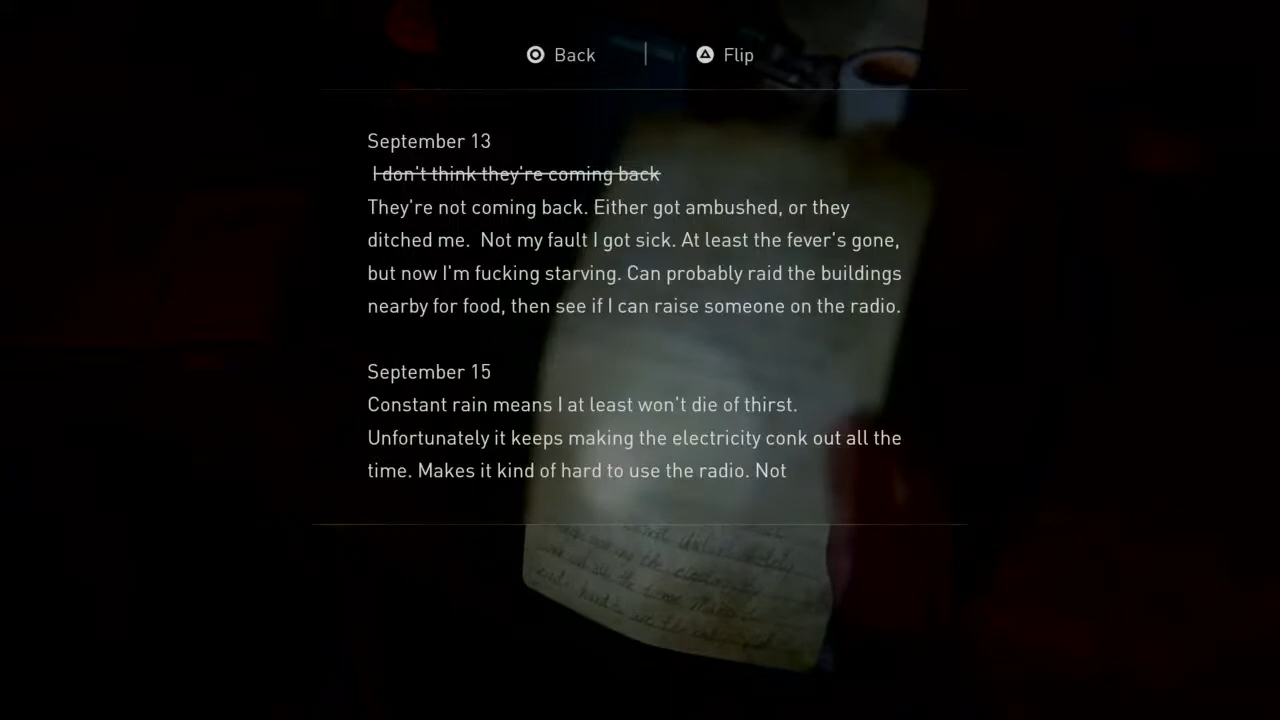 Back | Flip
September 13
I don't think they're coming back
They're not coming back. Either got ambushed, or they
ditched me.  Not my fault I got sick. At least the fever's gone,
but now I'm fucking starving. Can probably raid the buildings
nearby for food, then see if I can raise someone on the radio.
September 15
Constant rain means I at least won't die of thirst.
Unfortunately it keeps making the electricity conk out all the
time. Makes it kind of hard to use the radio. Not